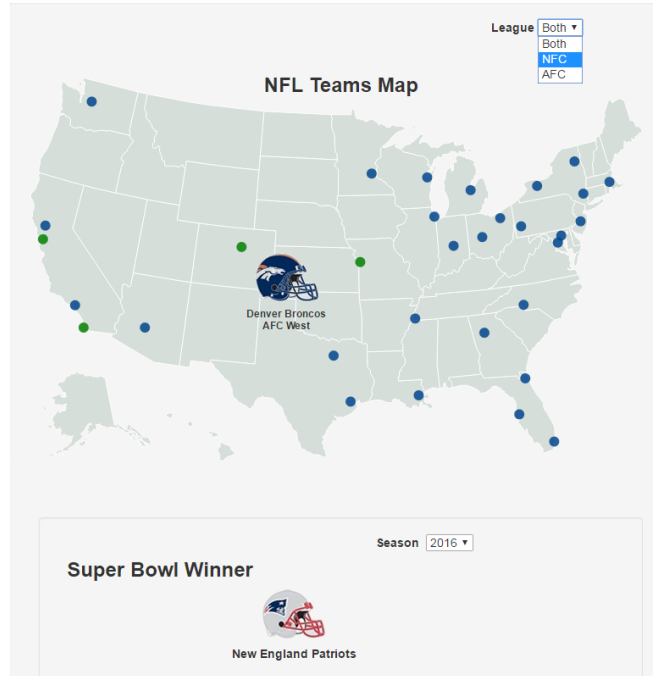 League Both
Both
NFC
AFC
NFL Teams Map
Denver Broncos
AFC West
Season 2016
Super Bowl Winner
New England Patriots